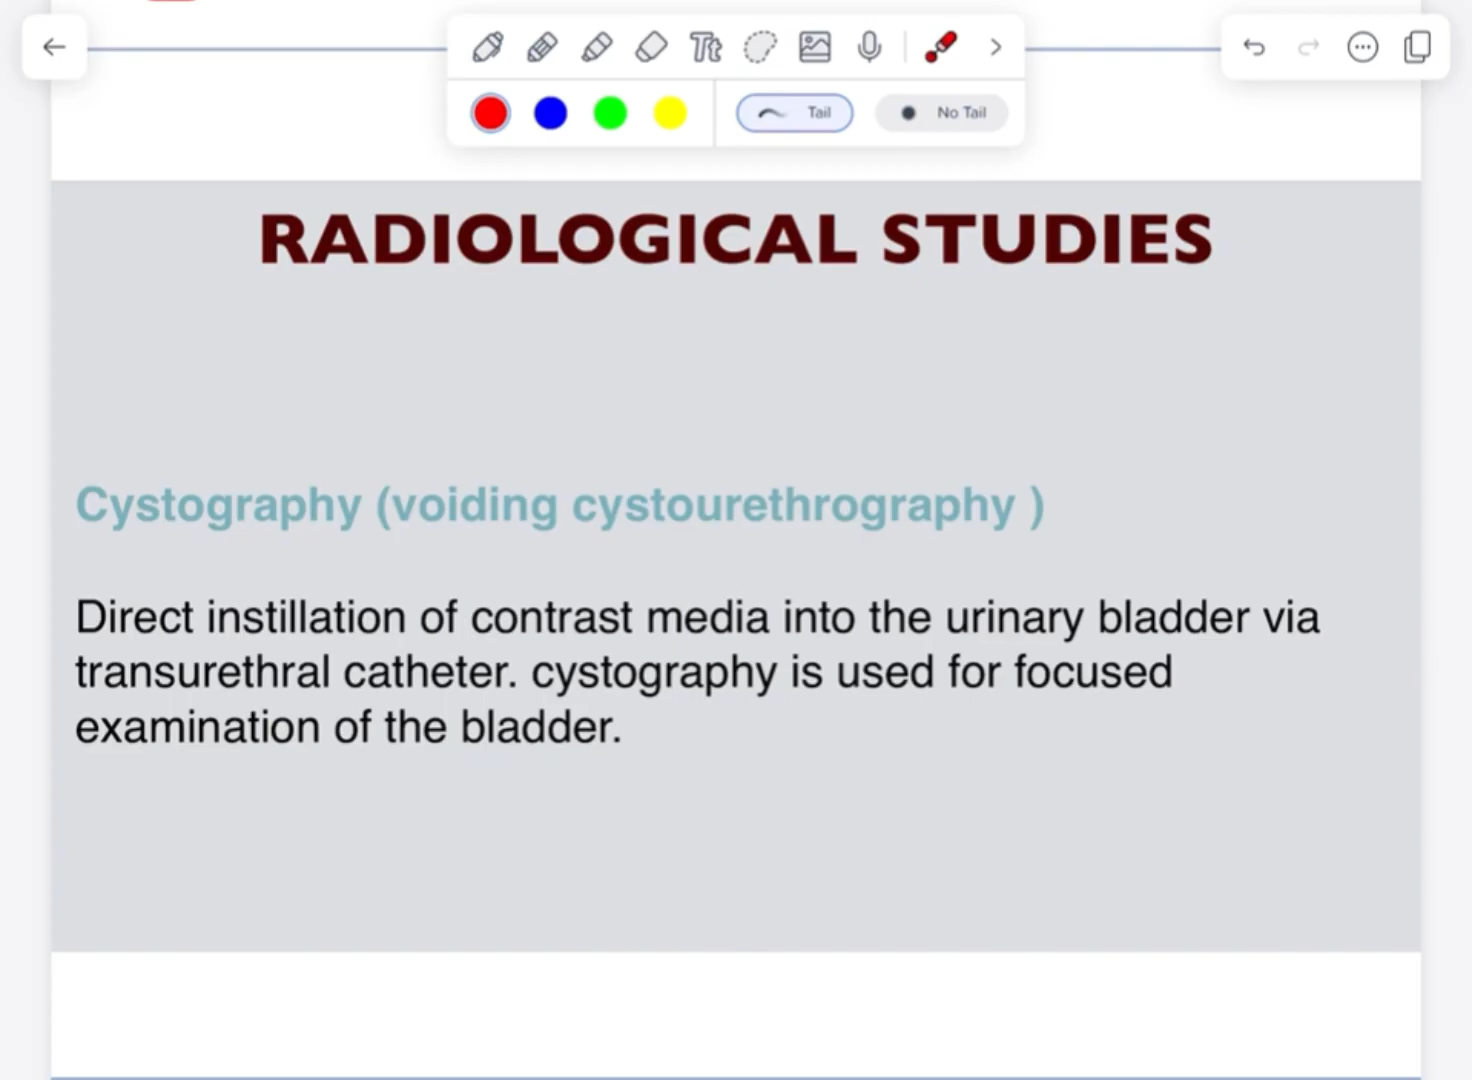 Tail
No Tail
RADIOLOGICAL STUDIES
Cystography (voiding cystourethrography )
Direct instillation of contrast media into the urinary bladder via
transurethral catheter. cystography is used for focused
examination of the bladder.